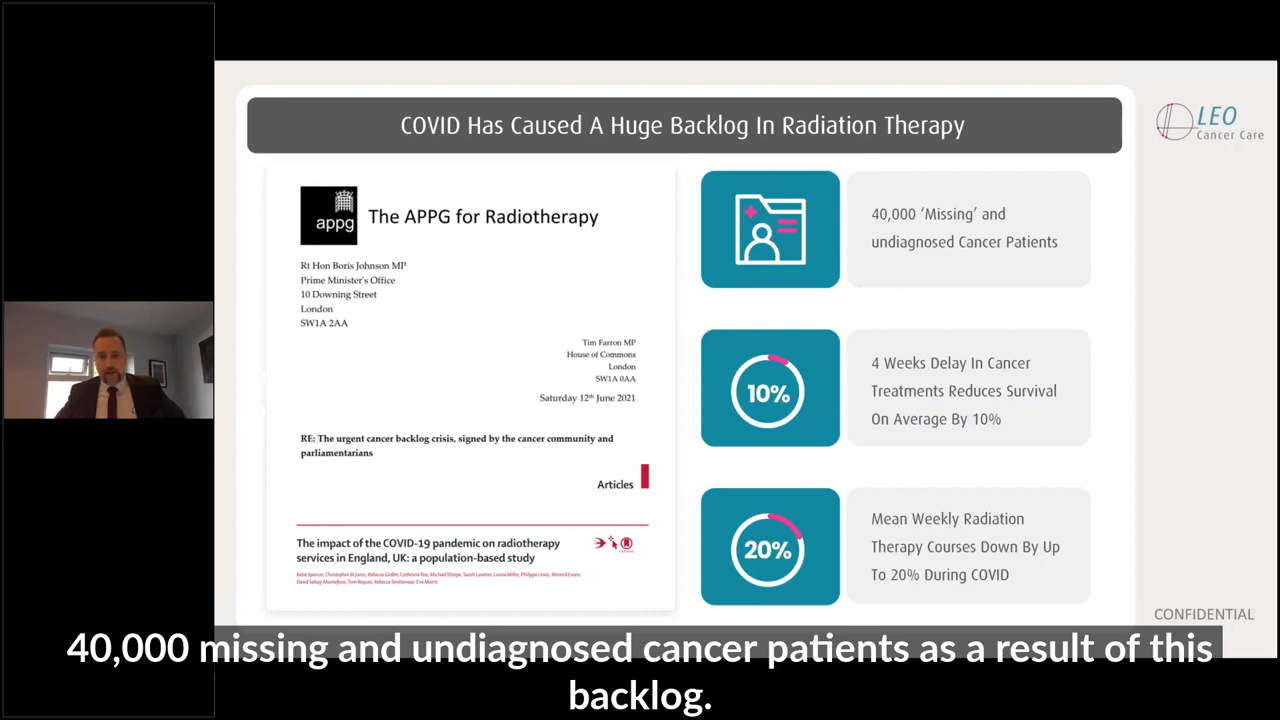 COVID Has Caused A Huge Backlog In Radiation Therapy
LEO
Cancer Care
appg
The APPG for Radiotherapy
Rt Hon Boris Johnson MP
Prime Minister's Office
10 Downing Street
London
SW1A 2AA
Tim Farron MP
House of Commons
London
SW1A 0AA
Saturday 12th June 2021
RE: The urgent cancer backlog crisis, signed by the cancer community and
parliamentarians
Articles
The impact of the COVID-19 pandemic on radiotherapy
services in England, UK: a population-based study
40,000 ‘Missing’ and
undiagnosed Cancer Patients
10%
4 Weeks Delay In Cancer
Treatments Reduces Survival
On Average By 10%
20%
Mean Weekly Radiation
Therapy Courses Down By Up
To 20% During COVID
CONFIDENTIAL
40,000 missing and undiagnosed cancer patients as a result of this
backlog.